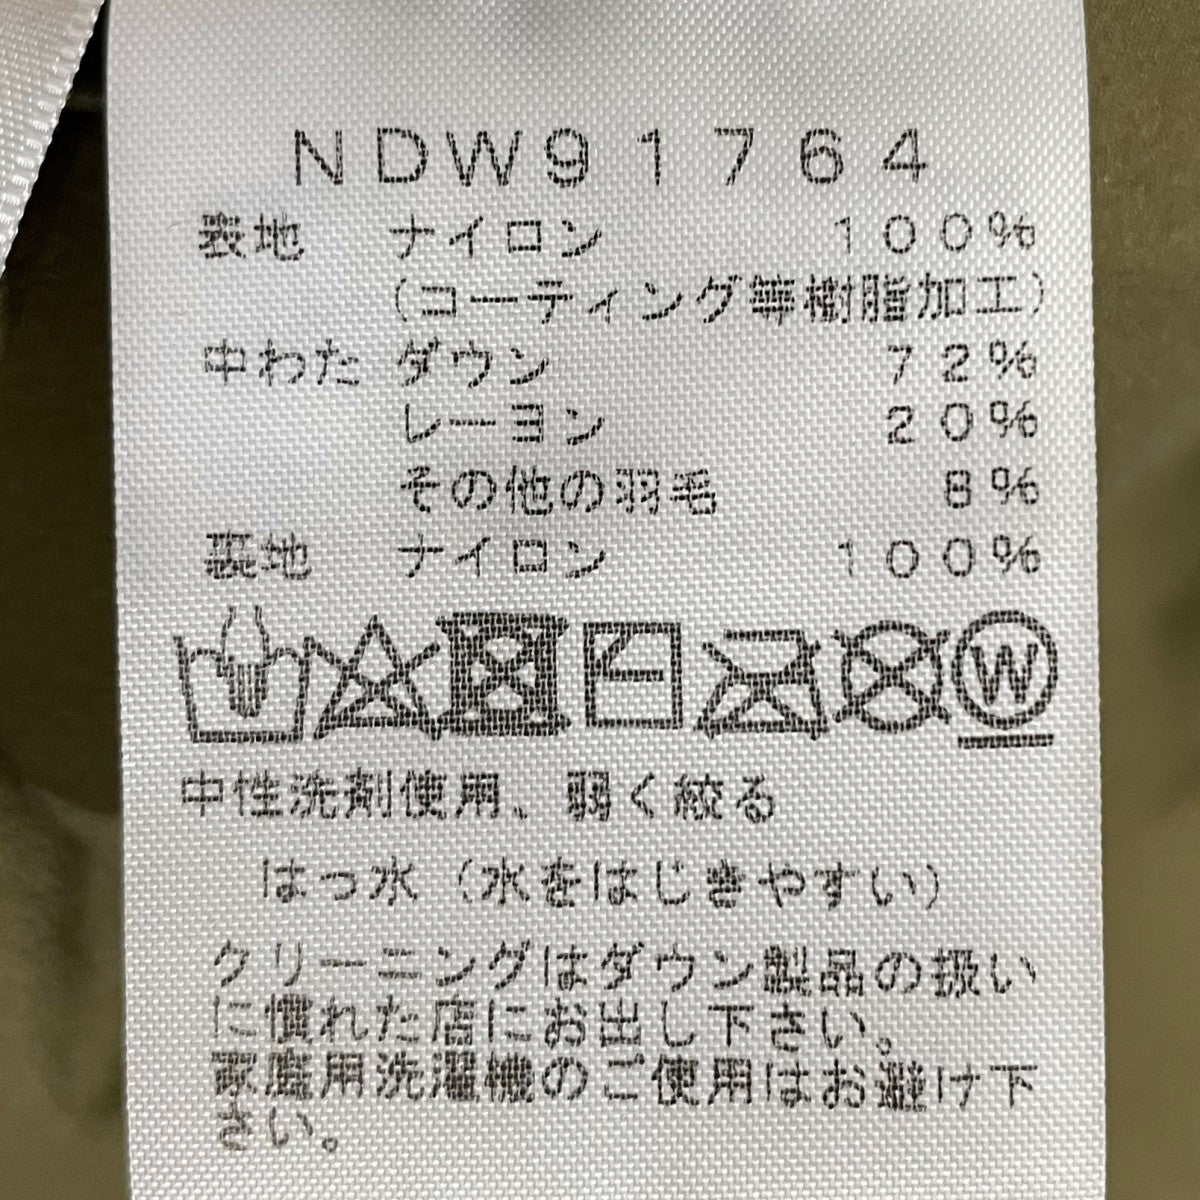 NDW91764
表地 ナイロン 100%
(コーティング等樹脂加工)
中わた ダウン 72%
レーヨン 20%
その他の羽毛 8%
裏地 ナイロン 100%
W
中性洗剤使用、弱く絞る
はっ水(水をはじきやすい)
クリーニングはダウン製品の扱い
に慣れた店にお出し下さい。
家庭用洗濯機のご使用はお避け下
さい。